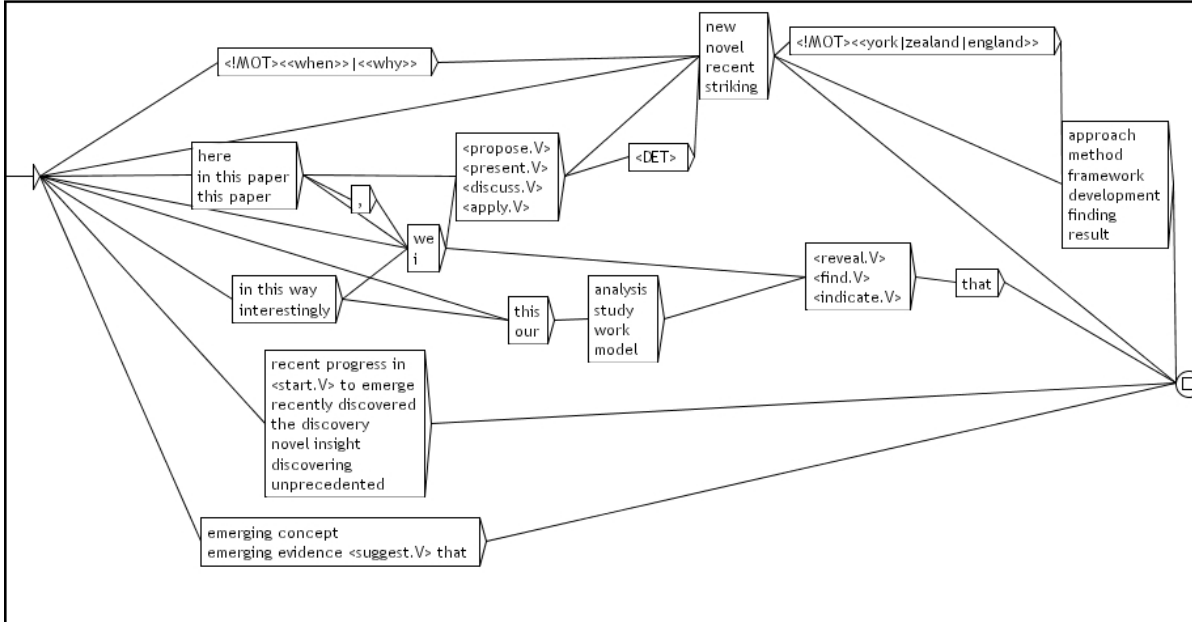 <!MOT><<when>>|<<why>>
new
novel
recent
striking
<!MOT><<york|zealand|england>>
here
in this paper
this paper
,
we
i
<propose.V>
<present.V>
<discuss.V>
<apply.V>
<DET>
approach
method
framework
development
finding
result
in this way
interestingly
this
our
analysis
study
work
model
<reveal.V>
<find.V>
<indicate.V>
that
recent progress in
<start.V> to emerge
recently discovered
the discovery
novel insight
discovering
unprecedented
emerging concept
emerging evidence <suggest.V> that